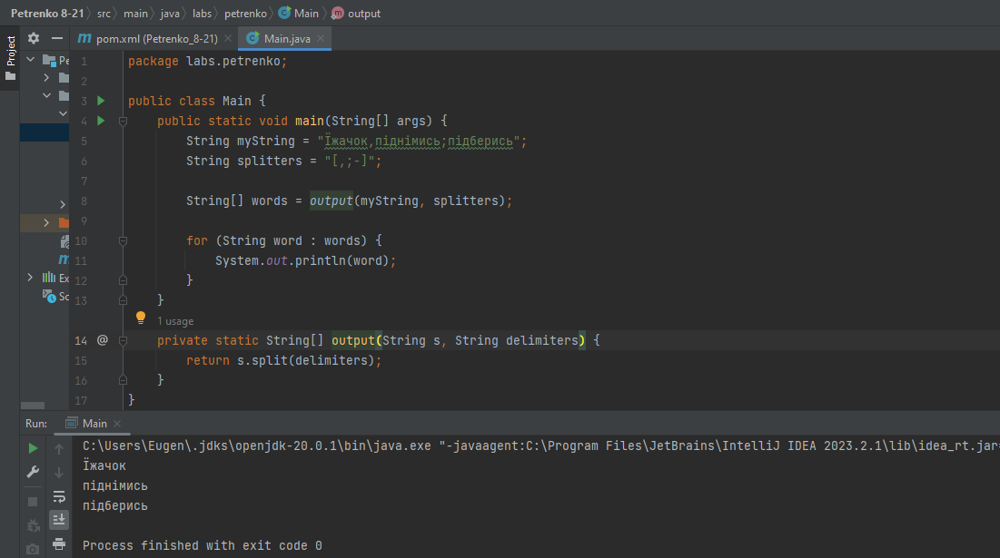 Petrenko 8-21 〉 src 〉 main 〉 java 〉 labs 〉 petrenko 〉 Main 〉 output
Project
pom.xml (Petrenko_8-21) × Main.java ×
Pe
Ex
Sc
1 package labs.petrenko;
2
3 public class Main {
4 public static void main(String[] args) {
5 String myString = "Їжачок,піднімись;підберись";
6 String splitters = "[,;-]";
7
8 String[] words = output(myString, splitters);
9
10 for (String word : words) {
11 System.out.println(word);
12 }
13 }
1 usage
14 @ private static String[] output(String s, String delimiters) {
15 return s.split(delimiters);
16 }
17 }
Run: Main ×
C:\Users\Eugen\.jdks\openjdk-20.0.1\bin\java.exe "-javaagent:C:\Program Files\JetBrains\IntelliJ IDEA 2023.2.1\lib\idea_rt.jar=
Їжачок
піднімись
підберись
Process finished with exit code 0